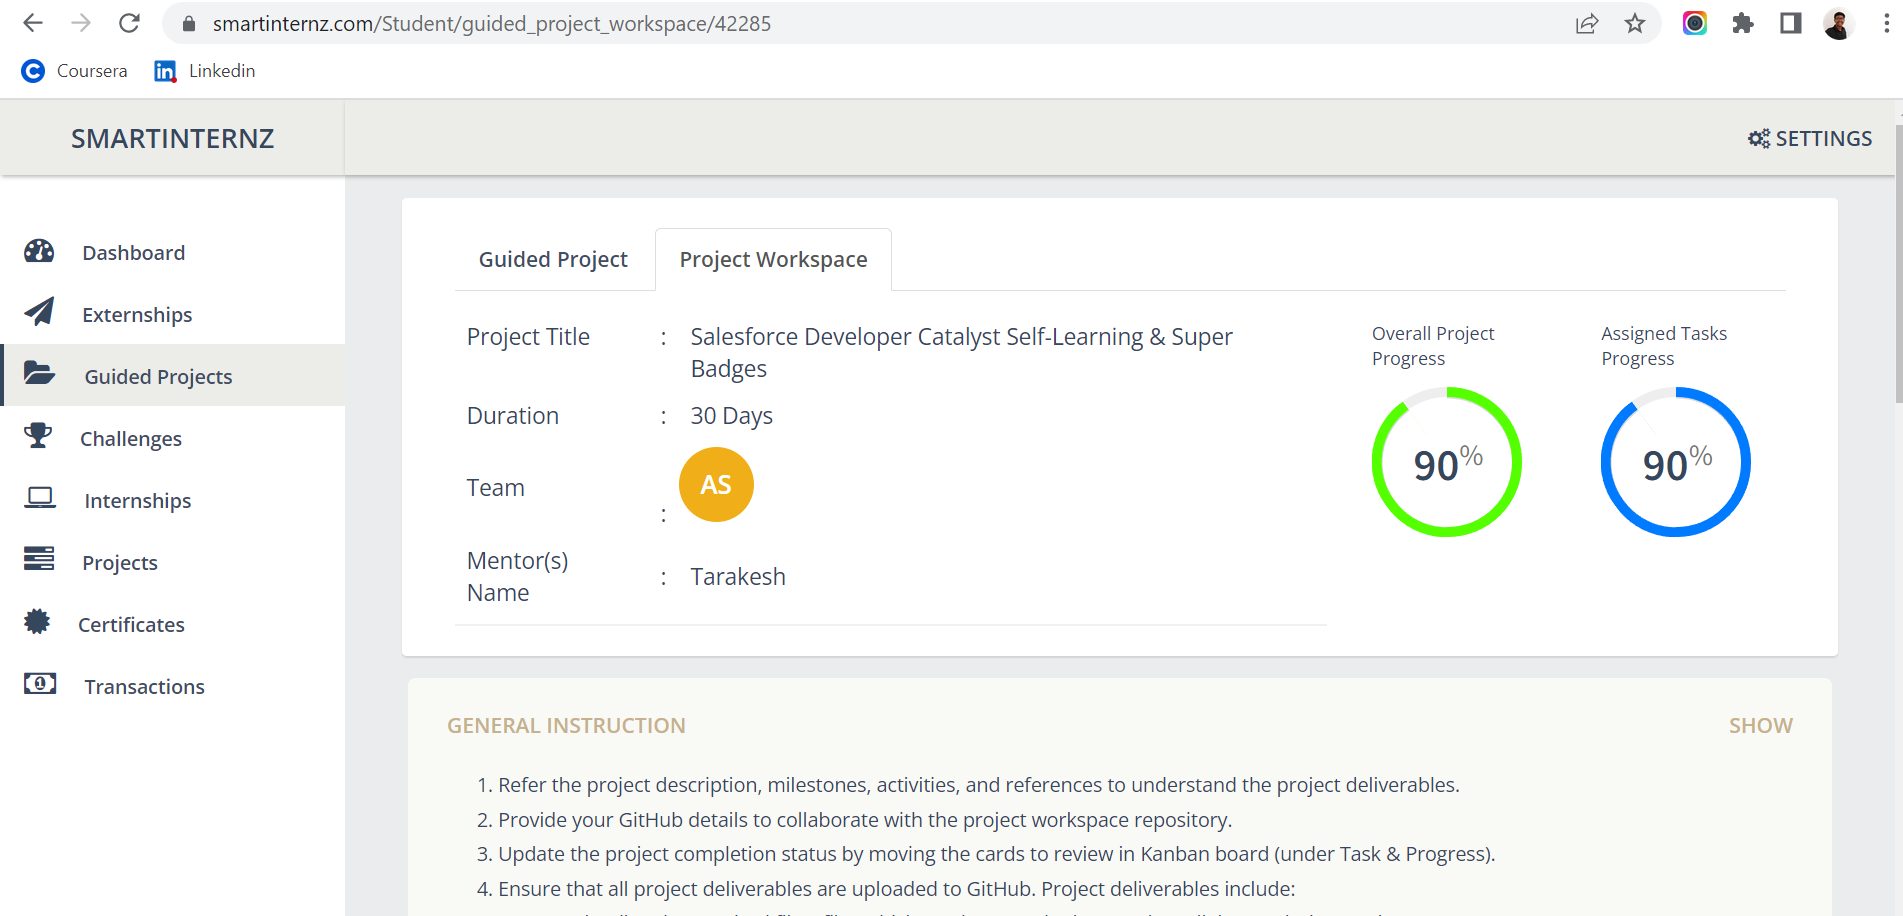 smartinternz.com/Student/guided_project_workspace/42285
Coursera
Linkedin
SMARTINTERNZ
SETTINGS
Dashboard
Externships
Guided Projects
Challenges
Internships
Projects
Certificates
Transactions
Guided Project
Project Workspace
Project Title : Salesforce Developer Catalyst Self-Learning & Super
Badges
Duration : 30 Days
Team : AS
Mentor(s)
Name : Tarakesh
Overall Project
Progress
90%
Assigned Tasks
Progress
90%
GENERAL INSTRUCTION
SHOW
1. Refer the project description, milestones, activities, and references to understand the project deliverables.
2. Provide your GitHub details to collaborate with the project workspace repository.
3. Update the project completion status by moving the cards to review in Kanban board (under Task & Progress).
4. Ensure that all project deliverables are uploaded to GitHub. Project deliverables include: